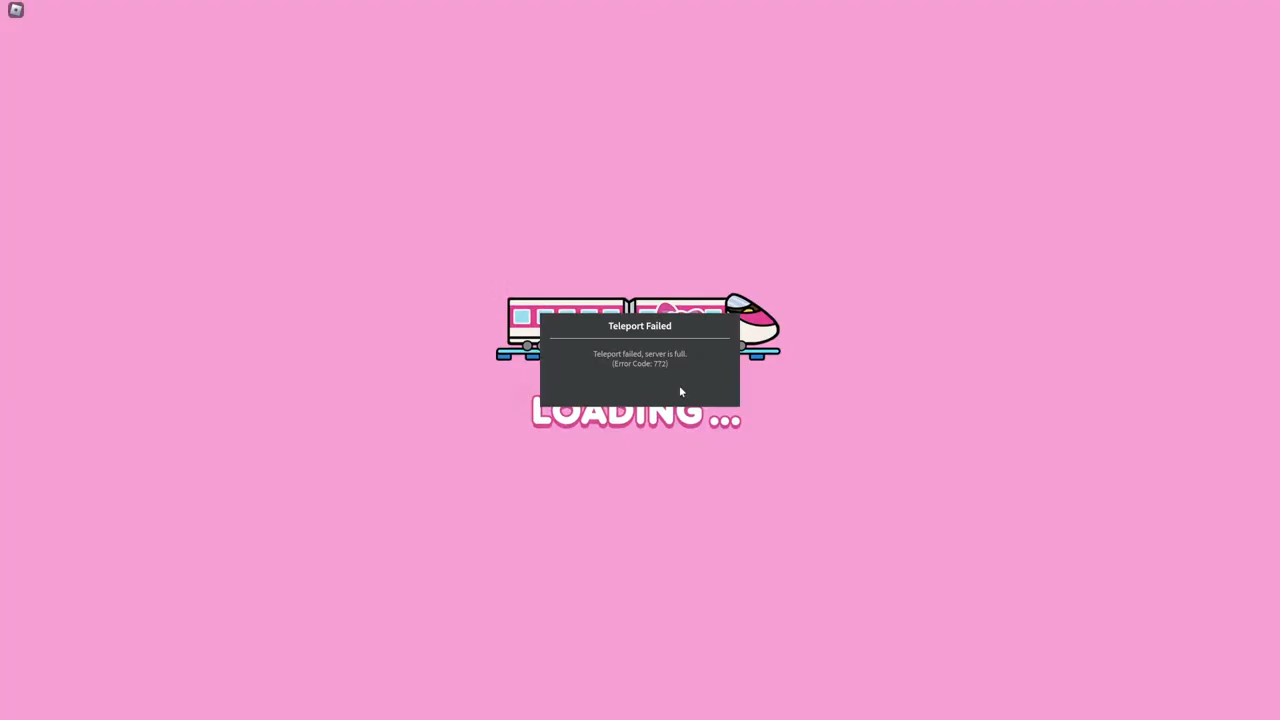 Teleport Failed
Teleport failed, server is full.
(Error Code: 772)
LOADING...